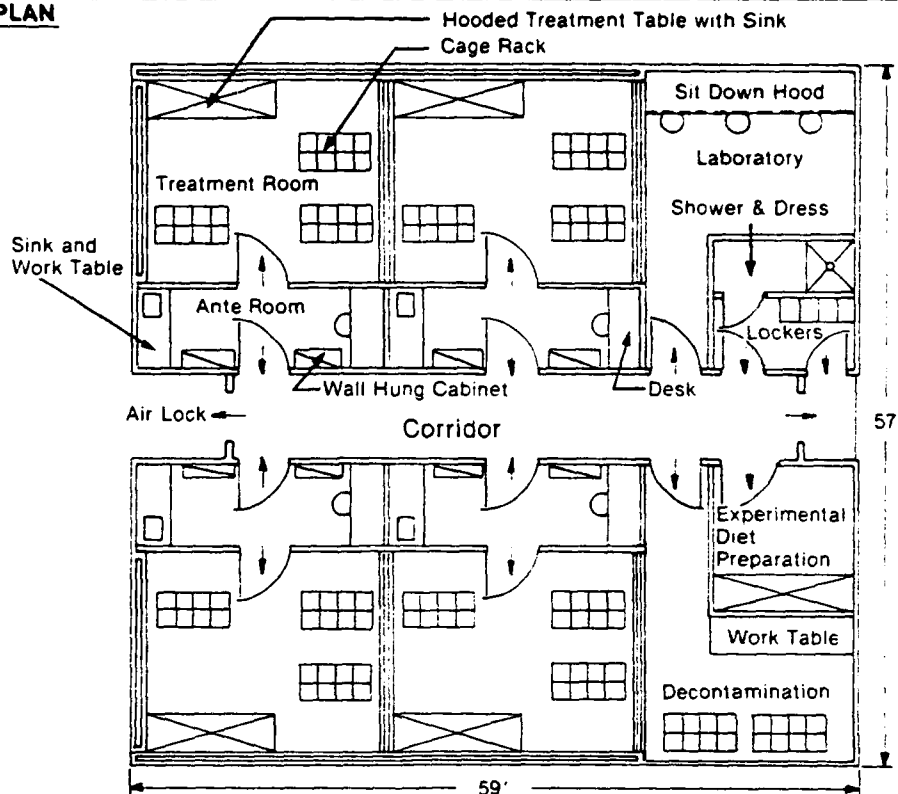 PLAN
Hooded Treatment Table with Sink
Cage Rack
Sit Down Hood
Laboratory
Treatment Room
Shower & Dress
Sink and
Work Table
Ante Room
Lockers
Wall Hung Cabinet
Desk
Air Lock
Corridor
57
Experimental
Diet
Preparation
Work Table
Decontamination
59'